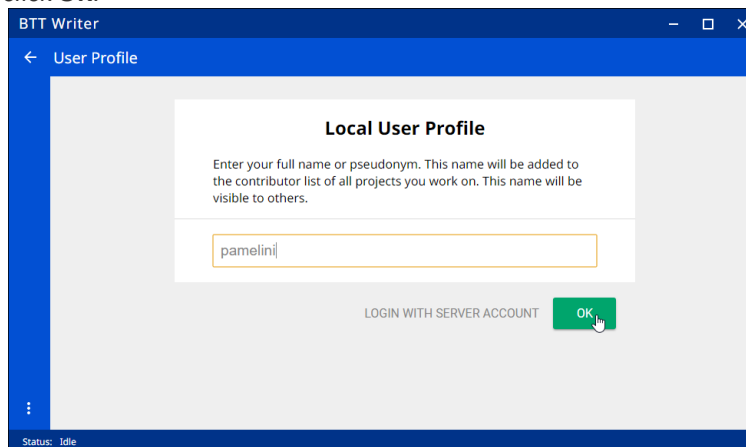 BTT Writer
User Profile
Local User Profile
Enter your full name or pseudonym. This name will be added to
the contributor list of all projects you work on. This name will be
visible to others.
pamelini
LOGIN WITH SERVER ACCOUNT
OK
Status: Idle